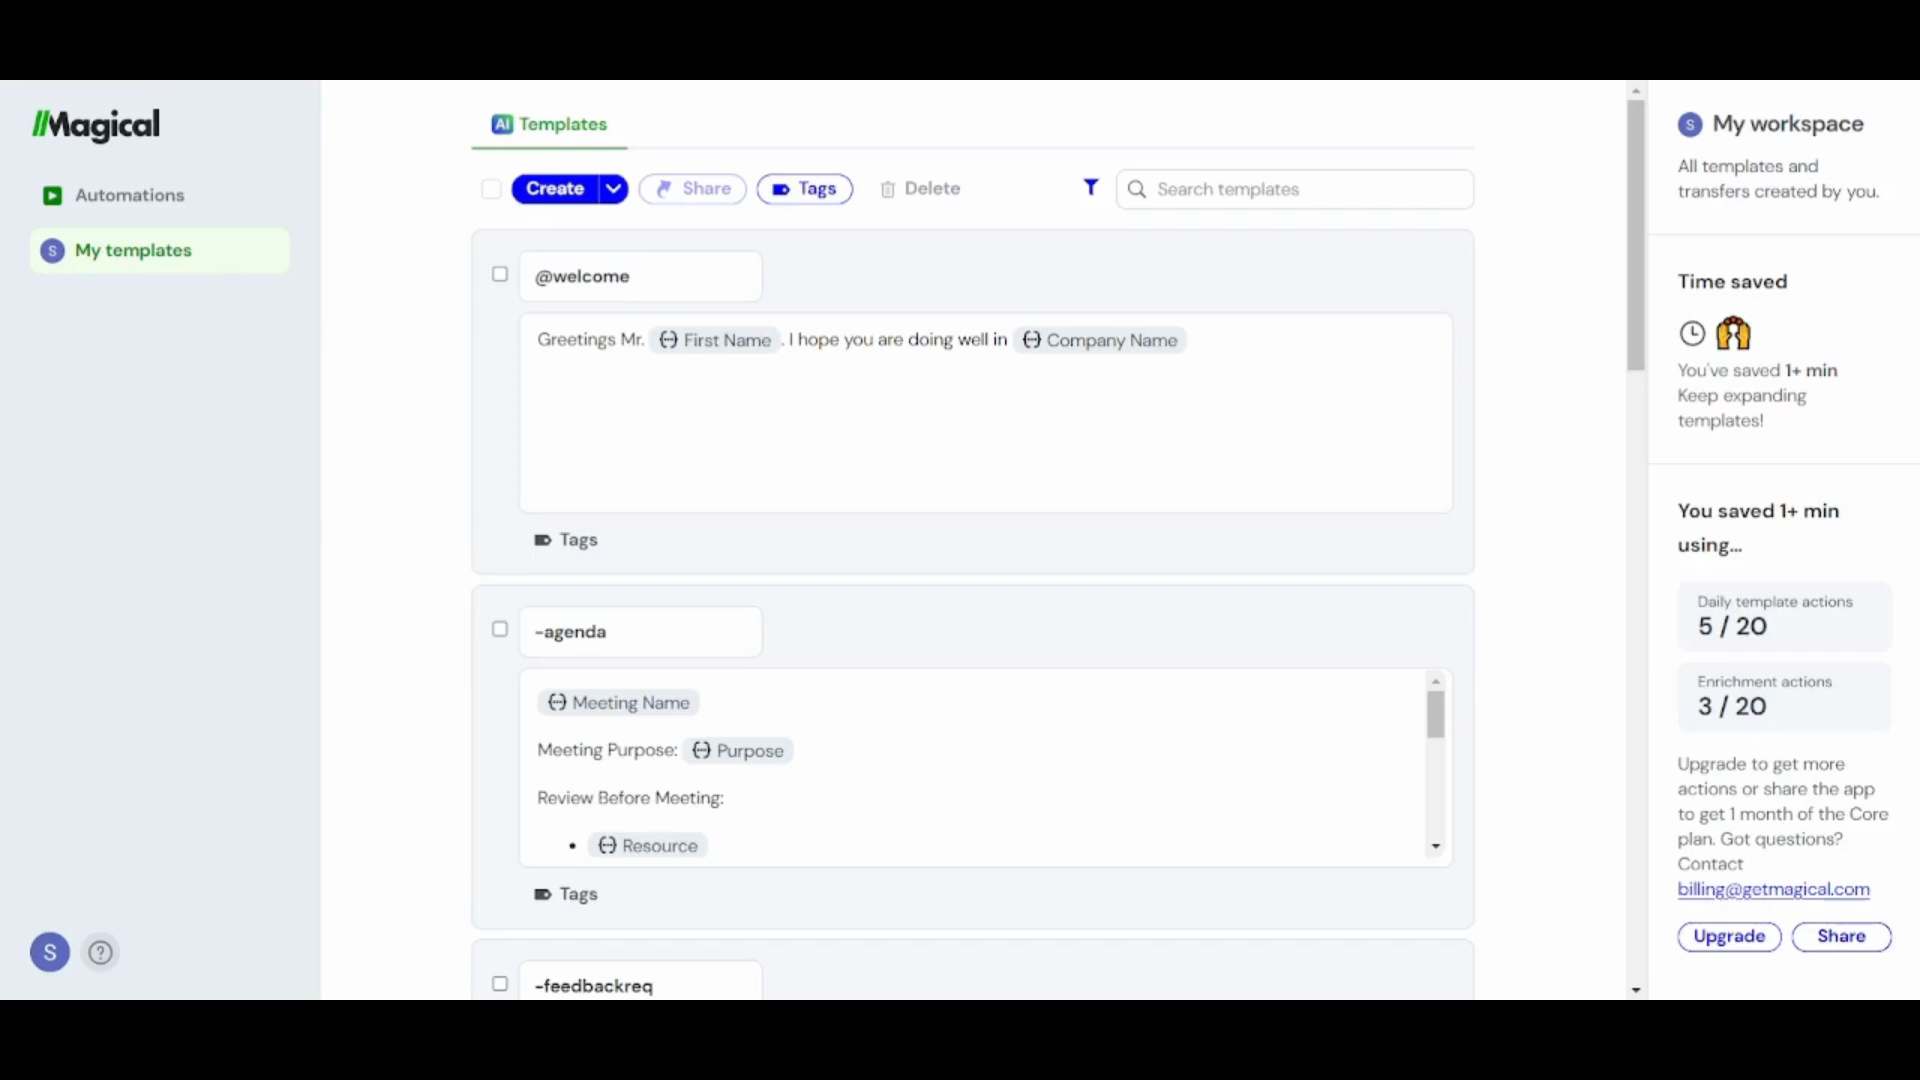 Magical
Automations
S My templates
S
?
AI Templates
Create Share Tags Delete Search templates
@welcome
Greetings Mr. First Name . I hope you are doing well in Company Name
Tags
-agenda
Meeting Name
Meeting Purpose: Purpose
Review Before Meeting:
• Resource
Tags
-feedbackreq
S My workspace
All templates and
transfers created by you.
Time saved
You've saved 1+ min
Keep expanding
templates!
You saved 1+ min
using...
Daily template actions
5 / 20
Enrichment actions
3 / 20
Upgrade to get more
actions or share the app
to get 1 month of the Core
plan. Got questions?
Contact
billing@getmagical.com
Upgrade Share